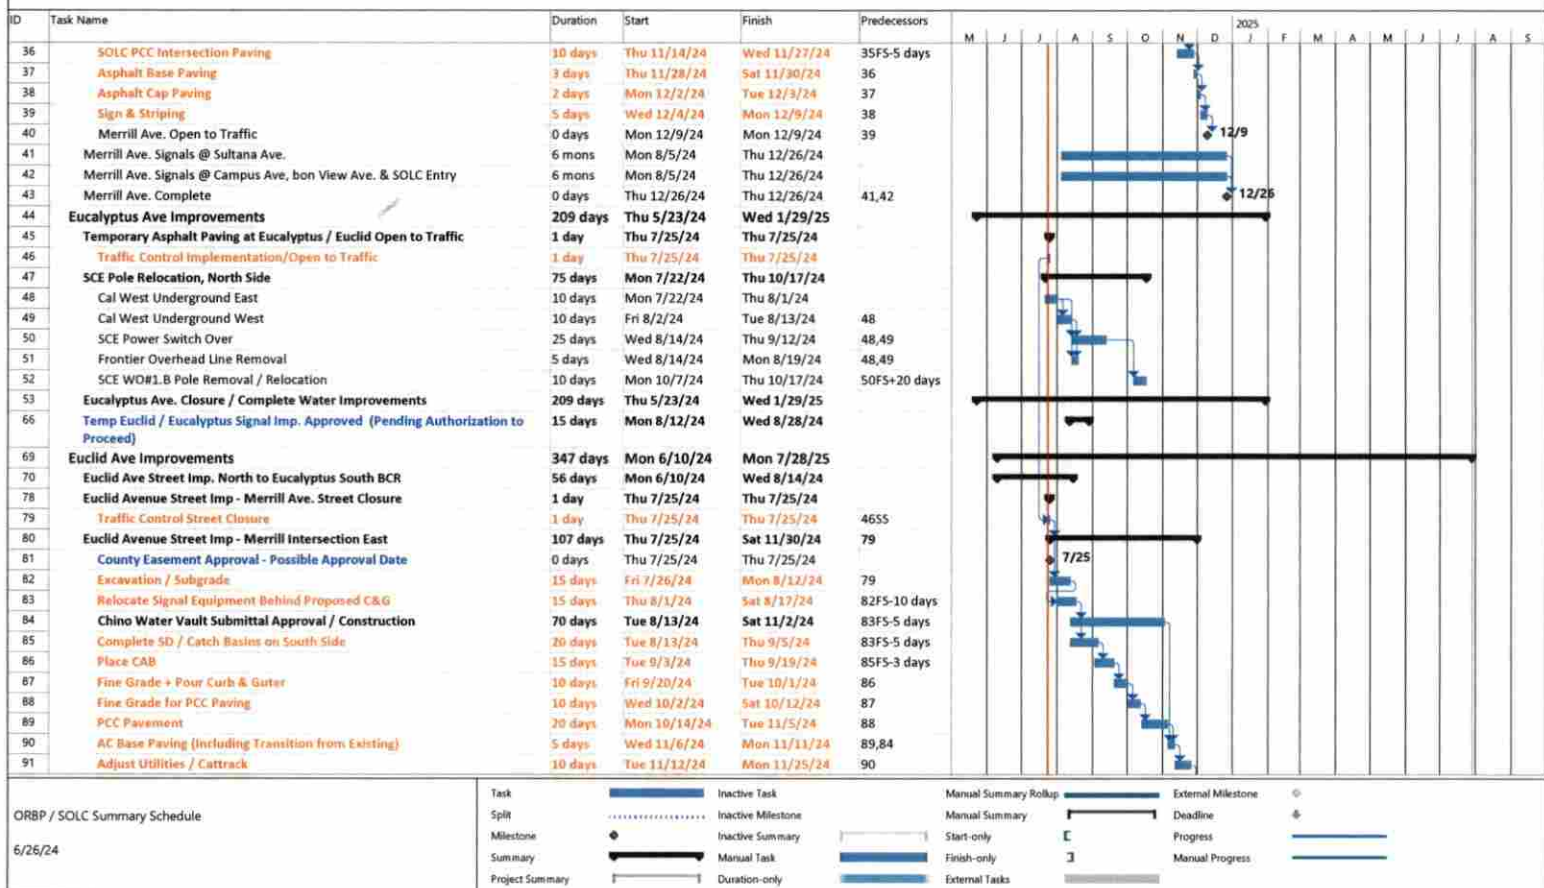 ID Task Name Duration Start Finish Predecessors 2025
M J J A S O N D J F M A M J J A S
36 SOLC PCC Intersection Paving 10 days Thu 11/14/24 Wed 11/27/24 35FS-5 days
37 Asphalt Base Paving 3 days Thu 11/28/24 Sat 11/30/24 36
38 Asphalt Cap Paving 2 days Mon 12/2/24 Tue 12/3/24 37
39 Sign & Striping 5 days Wed 12/4/24 Mon 12/9/24 38
40 Merrill Ave. Open to Traffic 0 days Mon 12/9/24 Mon 12/9/24 39 12/9
41 Merrill Ave. Signals @ Sultana Ave. 6 mons Mon 8/5/24 Thu 12/26/24
42 Merrill Ave. Signals @ Campus Ave, bon View Ave. & SOLC Entry 6 mons Mon 8/5/24 Thu 12/26/24
43 Merrill Ave. Complete 0 days Thu 12/26/24 Thu 12/26/24 41,42 12/26
44 Eucalyptus Ave Improvements 209 days Thu 5/23/24 Wed 1/29/25
45 Temporary Asphalt Paving at Eucalyptus / Euclid Open to Traffic 1 day Thu 7/25/24 Thu 7/25/24
46 Traffic Control Implementation/Open to Traffic 1 day Thu 7/25/24 Thu 7/25/24
47 SCE Pole Relocation, North Side 75 days Mon 7/22/24 Thu 10/17/24
48 Cal West Underground East 10 days Mon 7/22/24 Thu 8/1/24
49 Cal West Underground West 10 days Fri 8/2/24 Tue 8/13/24 48
50 SCE Power Switch Over 25 days Wed 8/14/24 Thu 9/12/24 48,49
51 Frontier Overhead Line Removal 5 days Wed 8/14/24 Mon 8/19/24 48,49
52 SCE WO#1.B Pole Removal / Relocation 10 days Mon 10/7/24 Thu 10/17/24 50FS+20 days
53 Eucalyptus Ave. Closure / Complete Water Improvements 209 days Thu 5/23/24 Wed 1/29/25
66 Temp Euclid / Eucalyptus Signal Imp. Approved (Pending Authorization to 15 days Mon 8/12/24 Wed 8/28/24
Proceed)
69 Euclid Ave Improvements 347 days Mon 6/10/24 Mon 7/28/25
70 Euclid Ave Street Imp. North to Eucalyptus South BCR 56 days Mon 6/10/24 Wed 8/14/24
78 Euclid Avenue Street Imp - Merrill Ave. Street Closure 1 day Thu 7/25/24 Thu 7/25/24
79 Traffic Control Street Closure 1 day Thu 7/25/24 Thu 7/25/24 46SS
80 Euclid Avenue Street Imp - Merrill Intersection East 107 days Thu 7/25/24 Sat 11/30/24 79
81 County Easement Approval - Possible Approval Date 0 days Thu 7/25/24 Thu 7/25/24 7/25
82 Excavation / Subgrade 15 days Fri 7/26/24 Mon 8/12/24 79
83 Relocate Signal Equipment Behind Proposed C&G 15 days Thu 8/1/24 Sat 8/17/24 82FS-10 days
84 Chino Water Vault Submittal Approval / Construction 70 days Tue 8/13/24 Sat 11/2/24 83FS-5 days
85 Complete SD / Catch Basins on South Side 20 days Tue 8/13/24 Thu 9/5/24 83FS-5 days
86 Place CAB 15 days Tue 9/3/24 Thu 9/19/24 85FS-3 days
87 Fine Grade + Pour Curb & Guter 10 days Fri 9/20/24 Tue 10/1/24 86
88 Fine Grade for PCC Paving 10 days Wed 10/2/24 Sat 10/12/24 87
89 PCC Pavement 20 days Mon 10/14/24 Tue 11/5/24 88
90 AC Base Paving (Including Transition from Existing) 5 days Wed 11/6/24 Mon 11/11/24 89,84
91 Adjust Utilities / Cattrack 10 days Tue 11/12/24 Mon 11/25/24 90
ORBP / SOLC Summary Schedule
6/26/24
Task Inactive Task Manual Summary Rollup External Milestone
Split Inactive Milestone Manual Summary Deadline
Milestone Inactive Summary Start-only Progress
Summary Manual Task Finish-only Manual Progress
Project Summary Duration-only External Tasks